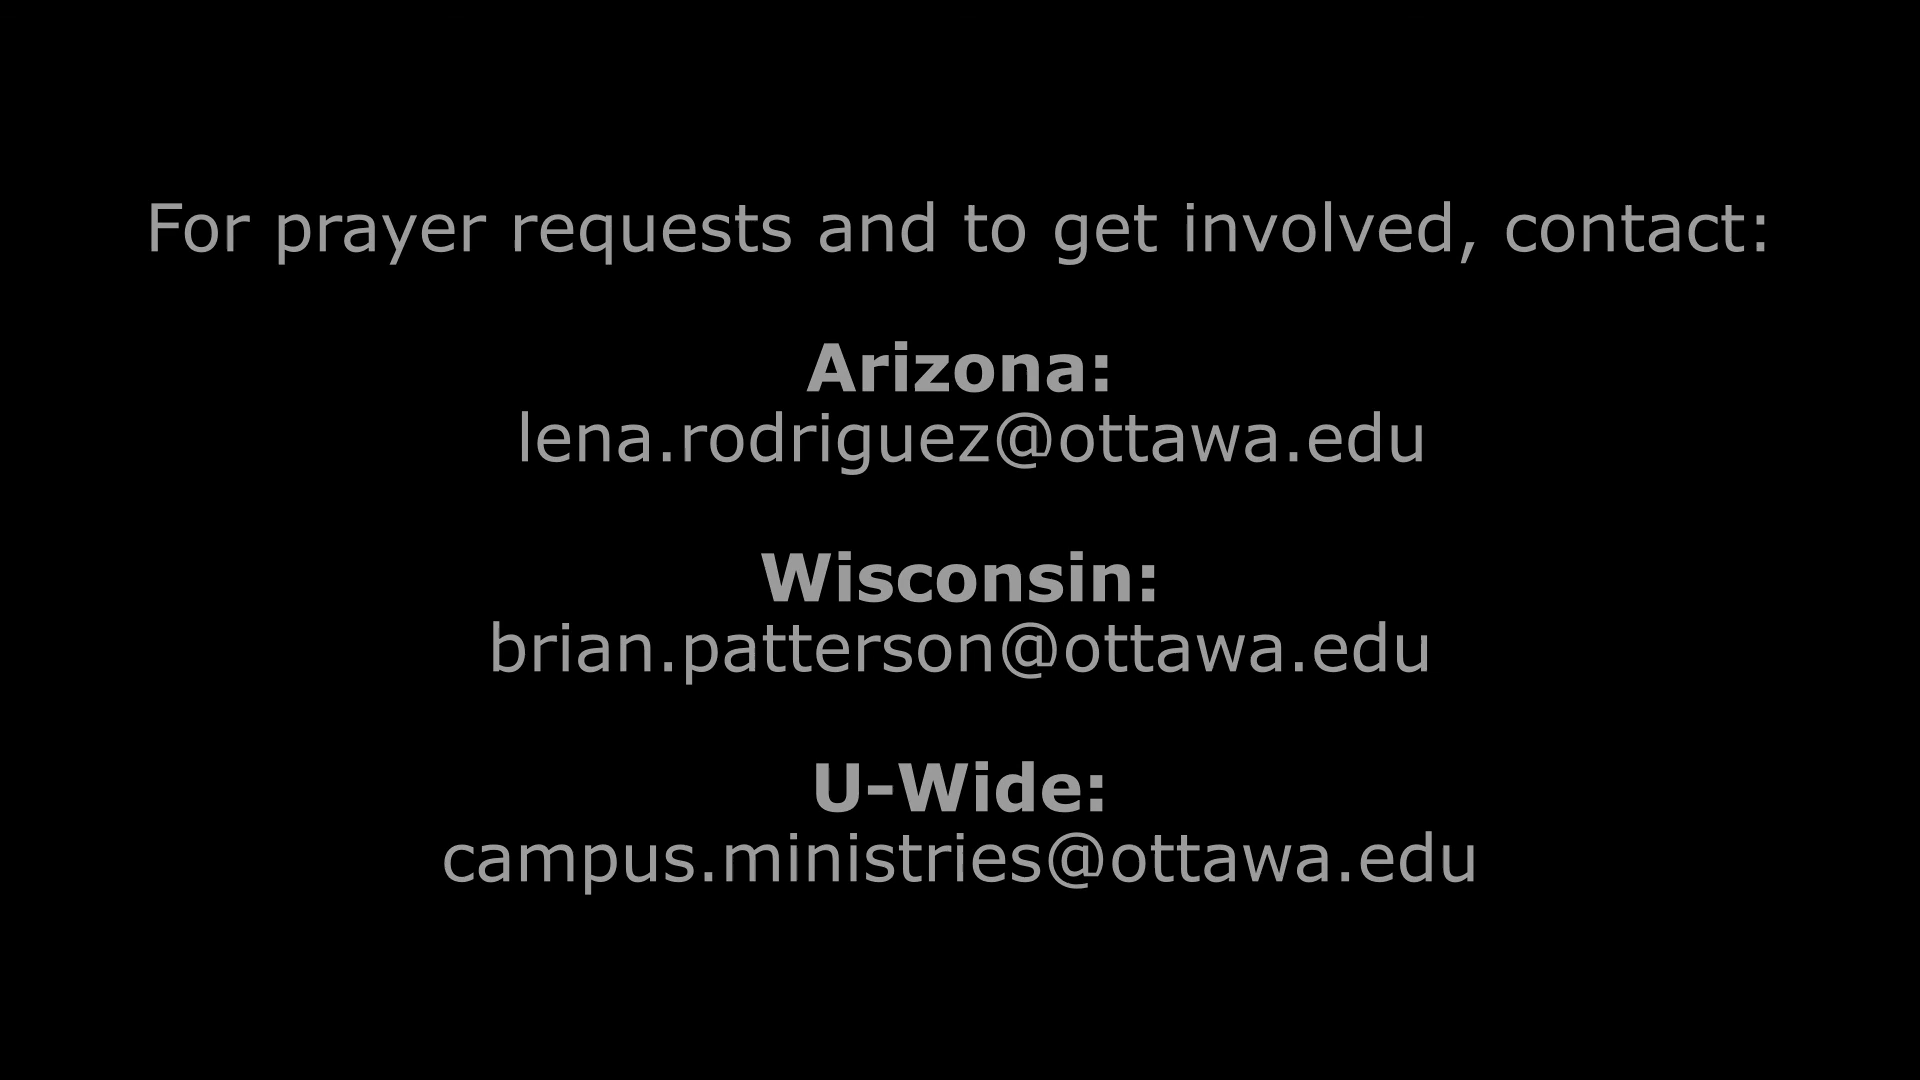 For prayer requests and to get involved, contact:
Arizona:
lena.rodriguez@ottawa.edu
Wisconsin:
brian.patterson@ottawa.edu
U–Wide:
campus.ministries@ottawa.edu